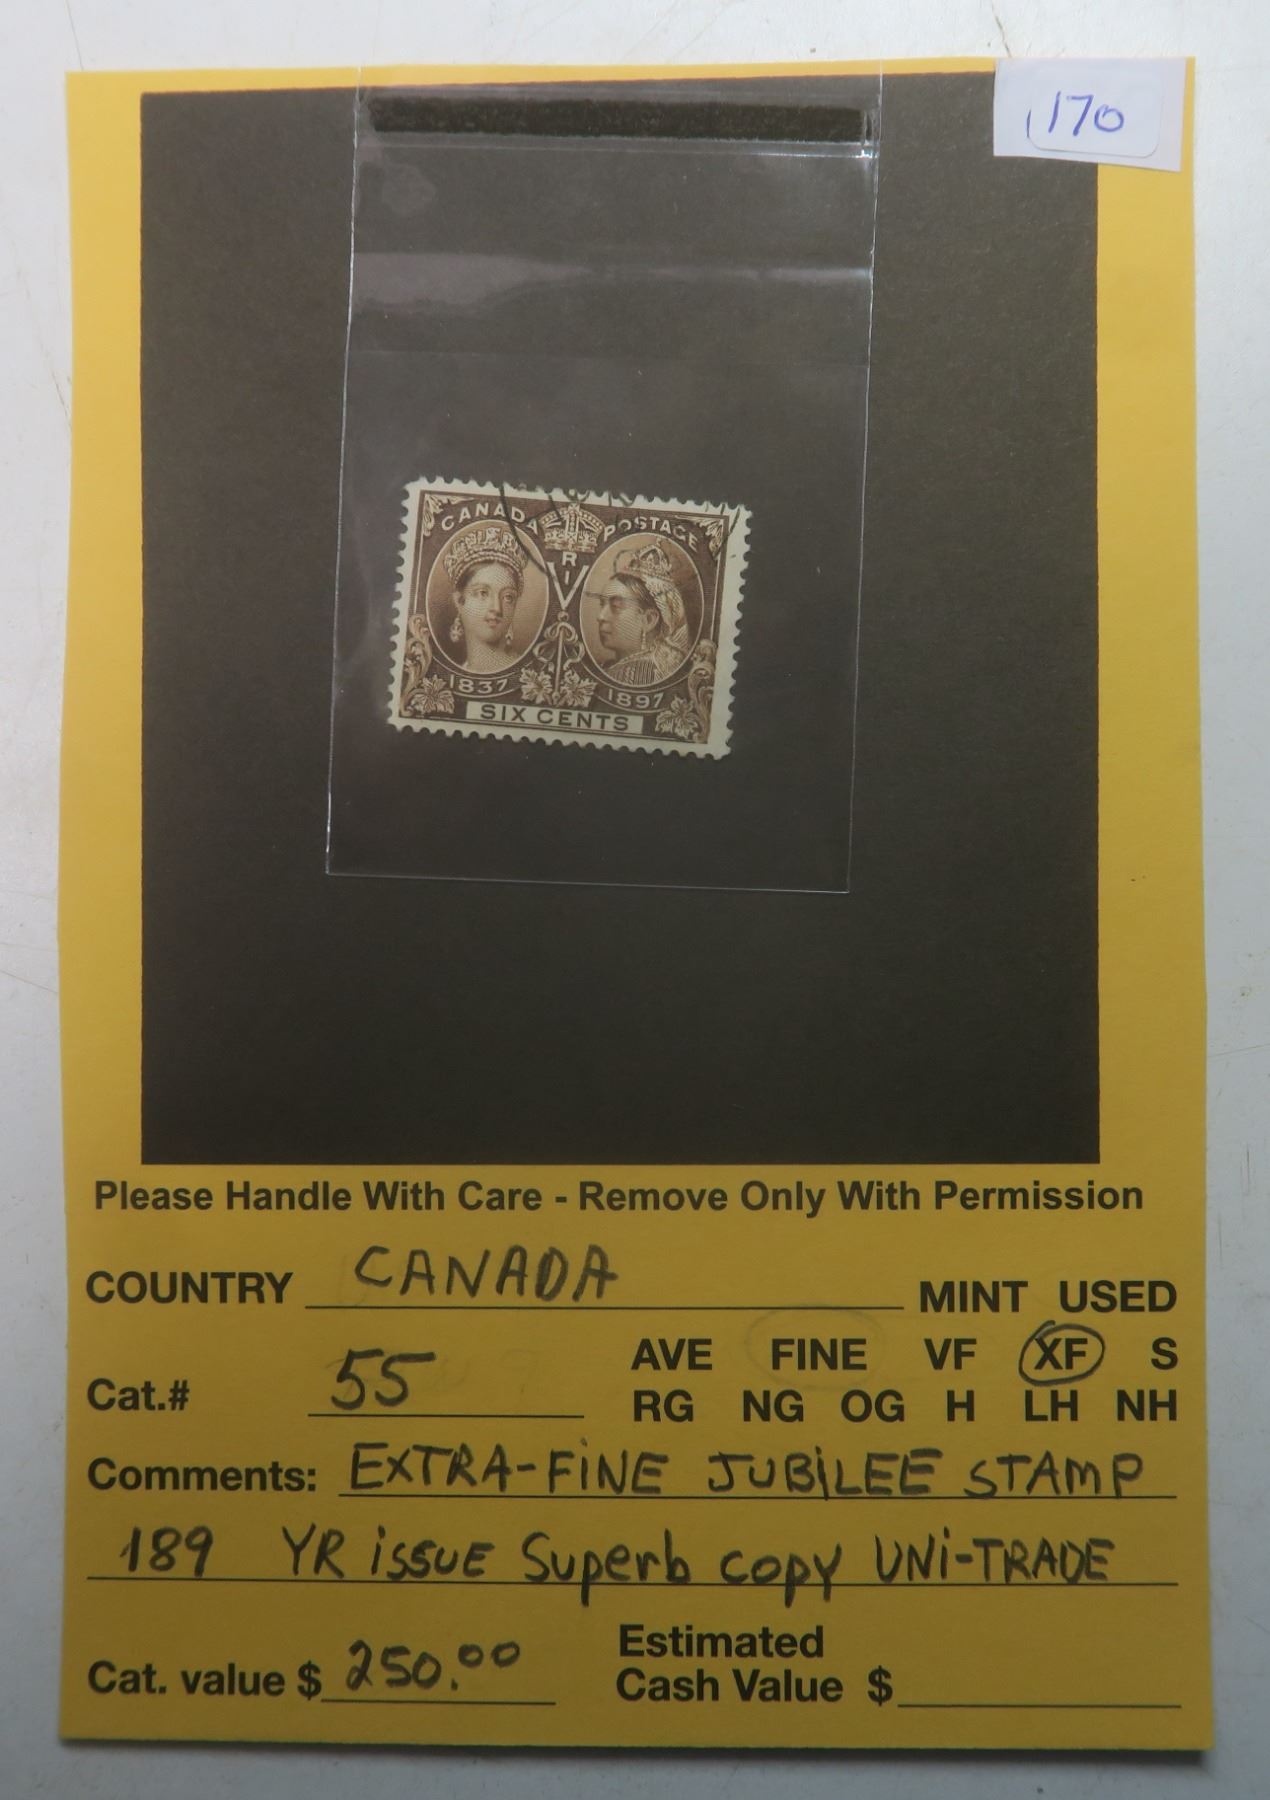 170
CANADA POSTAGE
V R I
1837 1897
SIX CENTS
Please Handle With Care - Remove Only With Permission
COUNTRY CANADA MINT USED
AVE FINE VF XF S
Cat.# 55 RG NG OG H LH NH
Comments: EXTRA-FINE JUBILEE STAMP
189 YR ISSUE Superb copy UNI-TRADE
Cat. value $ 250.00 Estimated
Cash Value $